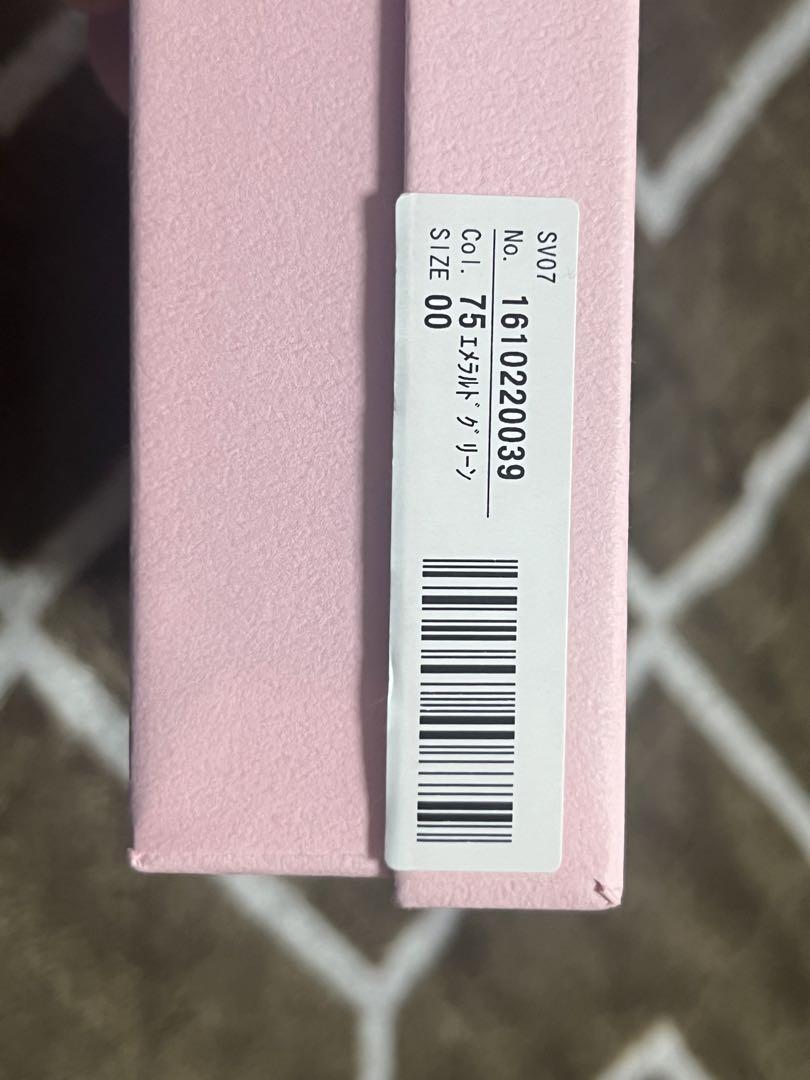 SV07
No. 1610220039
Col. 75 ｴﾒﾗﾙﾄﾞｸﾞﾘｰﾝ
SIZE 00